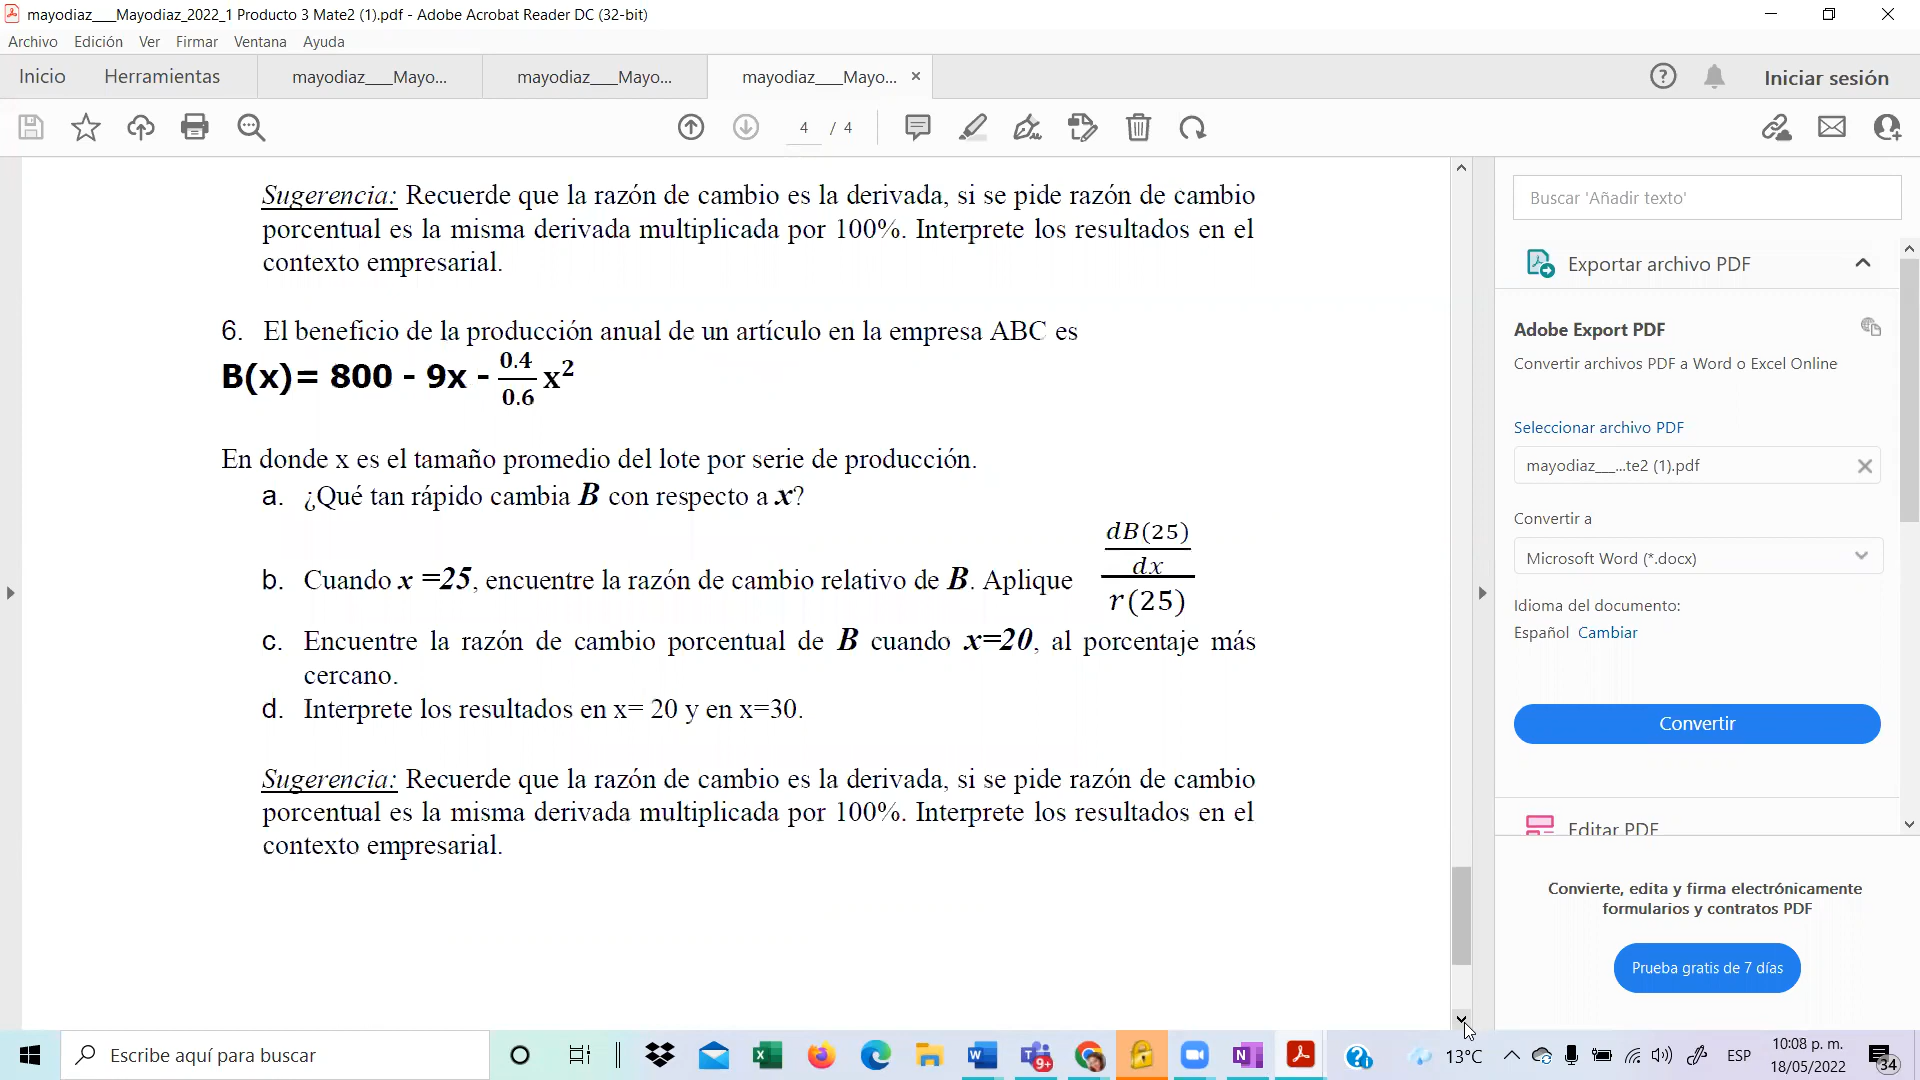 mayodiaz___Mayodiaz_2022_1 Producto 3 Mate2 (1).pdf - Adobe Acrobat Reader DC (32-bit)
Archivo Edición Ver Firmar Ventana Ayuda
Inicio Herramientas mayodiaz___Mayo... mayodiaz___Mayo... mayodiaz___Mayo... × ? Iniciar sesión
4 / 4
Sugerencia: Recuerde que la razón de cambio es la derivada, si se pide razón de cambio
porcentual es la misma derivada multiplicada por 100%. Interprete los resultados en el
contexto empresarial.
6. El beneficio de la producción anual de un artículo en la empresa ABC es
B(x)= 800 - 9x - 0.4/0.6 x²
En donde x es el tamaño promedio del lote por serie de producción.
a. ¿Qué tan rápido cambia B con respecto a x?
b. Cuando x =25, encuentre la razón de cambio relativo de B. Aplique dB(25)/dx / r(25)
c. Encuentre la razón de cambio porcentual de B cuando x=20, al porcentaje más
cercano.
d. Interprete los resultados en x= 20 y en x=30.
Sugerencia: Recuerde que la razón de cambio es la derivada, si se pide razón de cambio
porcentual es la misma derivada multiplicada por 100%. Interprete los resultados en el
contexto empresarial.
Buscar 'Añadir texto'
Exportar archivo PDF
Adobe Export PDF
Convertir archivos PDF a Word o Excel Online
Seleccionar archivo PDF
mayodiaz___...te2 (1).pdf
Convertir a
Microsoft Word (*.docx)
Idioma del documento:
Español Cambiar
Convertir
Editar PDF
Convierte, edita y firma electrónicamente
formularios y contratos PDF
Prueba gratis de 7 días
Escribe aquí para buscar
9+
13°C
ESP
10:08 p. m.
18/05/2022
34